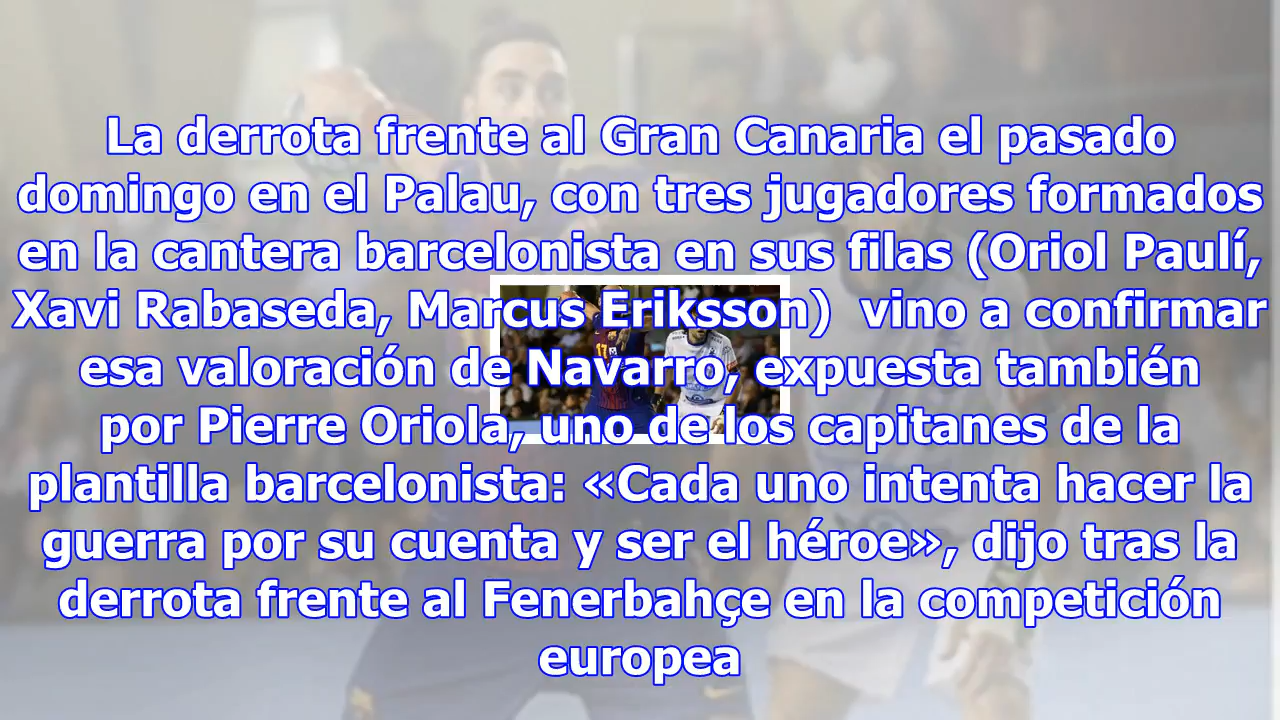 La derrota frente al Gran Canaria el pasado
domingo en el Palau, con tres jugadores formados
en la cantera barcelonista en sus filas (Oriol Paulí,
Xavi Rabaseda, Marcus Eriksson)  vino a confirmar
esa valoración de Navarro, expuesta también
por Pierre Oriola, uno de los capitanes de la
plantilla barcelonista: «Cada uno intenta hacer la
guerra por su cuenta y ser el héroe», dijo tras la
derrota frente al Fenerbahçe en la competición
europea